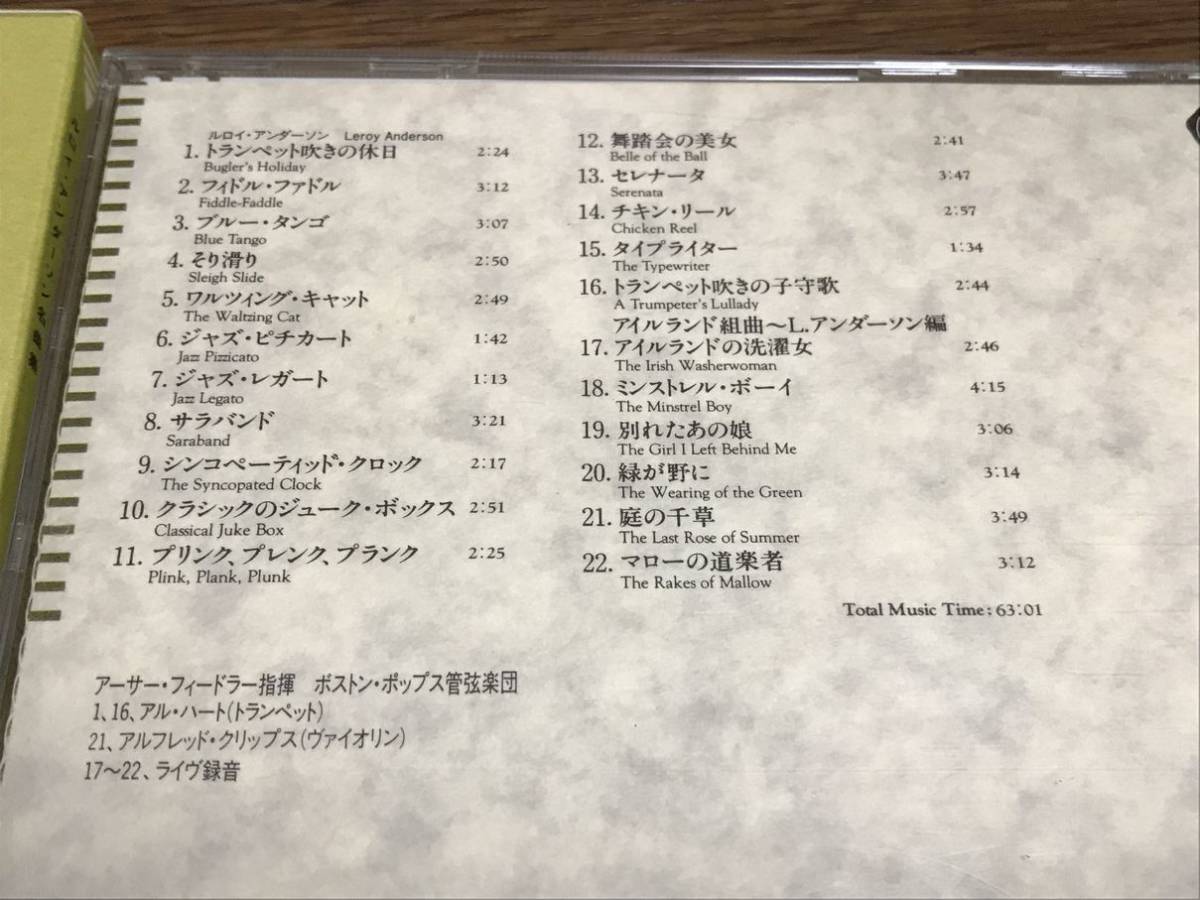 ルロイ・アンダーソン Leroy Anderson
1. トランペット吹きの休日 2:24
Bugler's Holiday
2. フィドル・ファドル 3:12
Fiddle-Faddle
3. ブルー・タンゴ 3:07
Blue Tango
4. そり滑り 2:50
Sleigh Slide
5. ワルツィング・キャット 2:49
The Waltzing Cat
6. ジャズ・ピチカート 1:42
Jazz Pizzicato
7. ジャズ・レガート 1:13
Jazz Legato
8. サラバンド 3:21
Saraband
9. シンコペーティッド・クロック 2:17
The Syncopated Clock
10. クラシックのジューク・ボックス 2:51
Classical Juke Box
11. プリンク、プレンク、プランク 2:25
Plink, Plank, Plunk
12. 舞踏会の美女 2:41
Belle of the Ball
13. セレナータ 3:47
Serenata
14. チキン・リール 2:57
Chicken Reel
15. タイプライター 1:34
The Typewriter
16. トランペット吹きの子守歌 2:44
A Trumpeter's Lullady
アイルランド組曲〜L.アンダーソン編
17. アイルランドの洗濯女 2:46
The Irish Washerwoman
18. ミンストレル・ボーイ 4:15
The Minstrel Boy
19. 別れたあの娘 3:06
The Girl I Left Behind Me
20. 緑が野に 3:14
The Wearing of the Green
21. 庭の千草 3:49
The Last Rose of Summer
22. マローの道楽者 3:12
The Rakes of Mallow
Total Music Time: 63:01
アーサー・フィードラー指揮 ボストン・ポップス管弦楽団
1、16、アル・ハート(トランペット)
21、アルフレッド・クリップス(ヴァイオリン)
17〜22、ライヴ録音